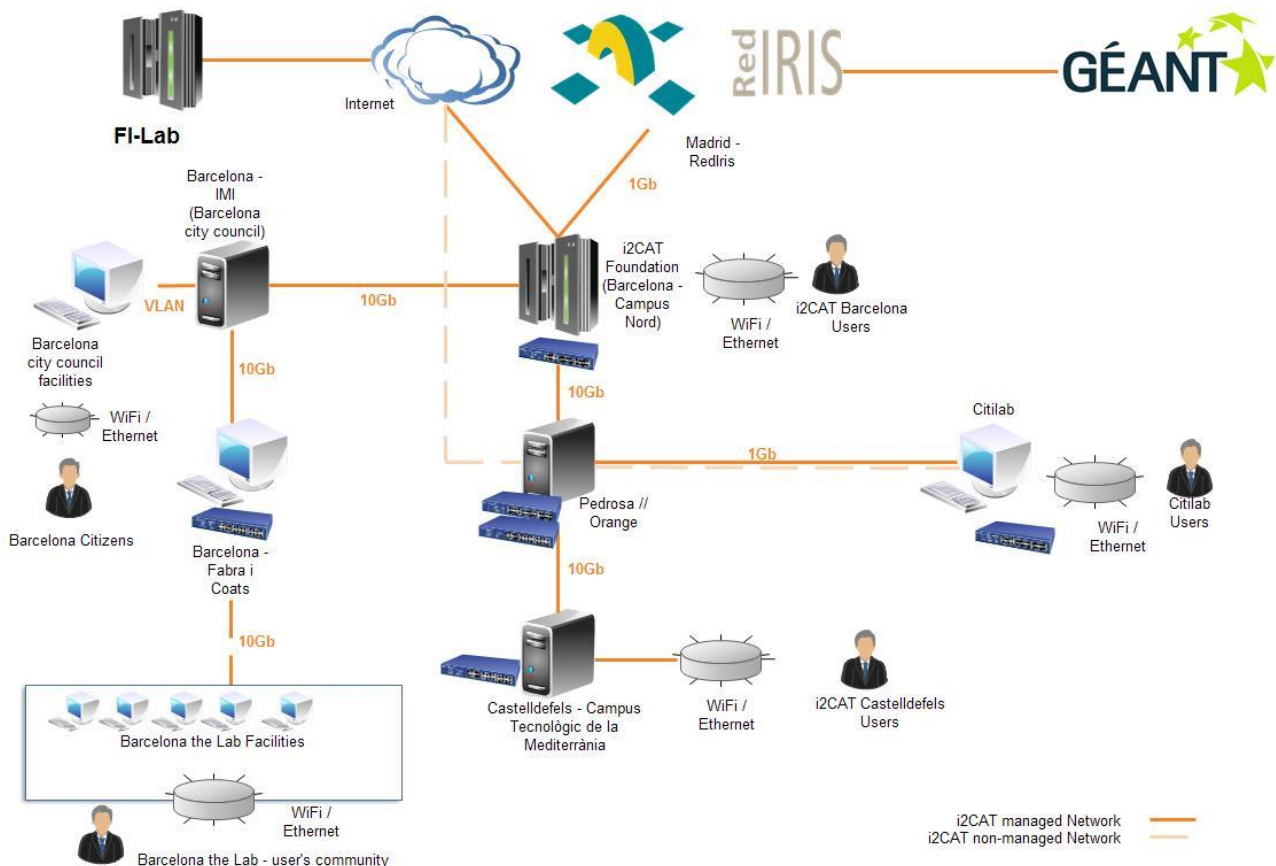 Red
IRIS
GÉANT
Internet
FI-Lab
Madrid -
RedIris
Barcelona -
IMI
(Barcelona
city council)
1Gb
i2CAT
Foundation
(Barcelona -
Campus
Nord)
VLAN
10Gb
WiFi /
Ethernet
i2CAT Barcelona
Users
Barcelona
city council
facilities
10Gb
10Gb
WiFi /
Ethernet
Citilab
1Gb
Pedrosa //
Orange
WiFi /
Ethernet
Citilab
Users
Barcelona Citizens
Barcelona -
Fabra i
Coats
10Gb
10Gb
Castelldefels - Campus
Tecnològic de la
Mediterrània
WiFi /
Ethernet
i2CAT Castelldefels
Users
Barcelona the Lab Facilities
WiFi /
Ethernet
Barcelona the Lab - user's community
i2CAT managed Network
i2CAT non-managed Network